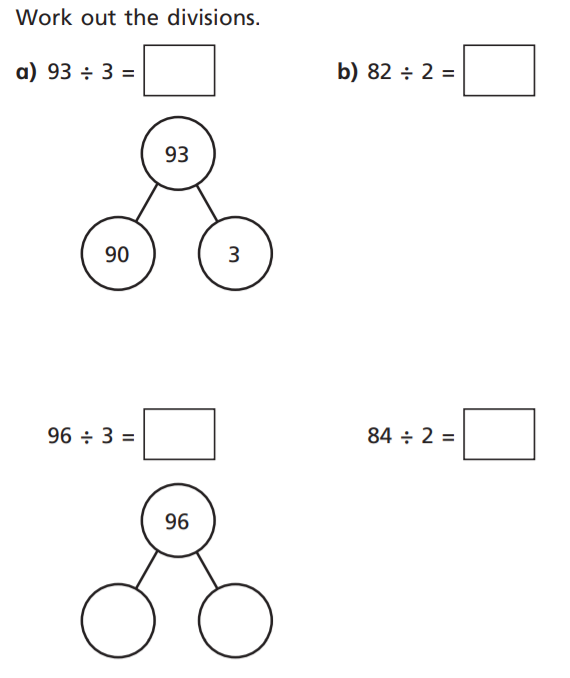 Work out the divisions.
a) 93 ÷ 3 =
b) 82 ÷ 2 =
93
90 3
96 ÷ 3 =
84 ÷ 2 =
96